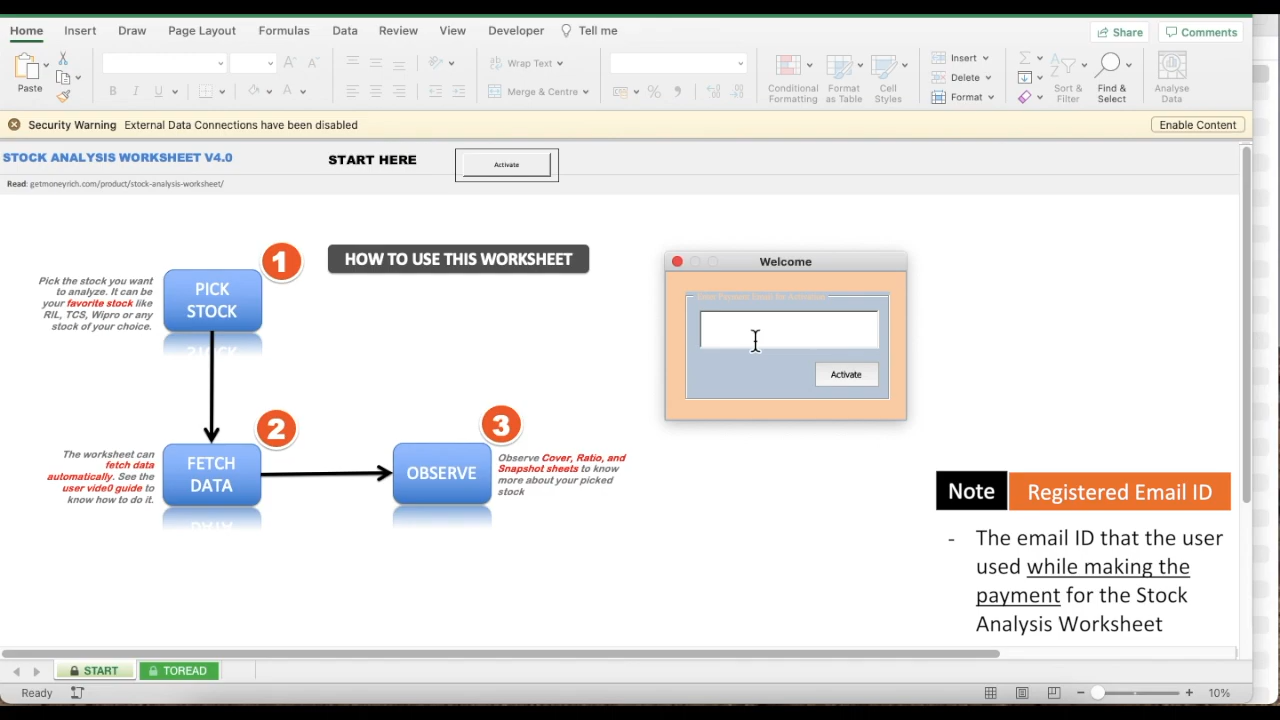 Home Insert Draw Page Layout Formulas Data Review View Developer Tell me Share Comments
Paste
Wrap Text
Merge & Centre
Conditional Formatting
Format as Table
Cell Styles
Insert
Delete
Format
Sort & Filter
Find & Select
Analyse Data
Security Warning External Data Connections have been disabled Enable Content
STOCK ANALYSIS WORKSHEET V4.0 START HERE Activate
Read: getmoneyrich.com/product/stock-analysis-worksheet/
HOW TO USE THIS WORKSHEET
1
Pick the stock you want
to analyze. It can be
your favorite stock like
RIL, TCS, Wipro or any
stock of your choice.
PICK
STOCK
Welcome
Enter Payment Email for Activation
Activate
2
The worksheet can
fetch data
automatically. See the
user vide0 guide to
know how to do it.
FETCH
DATA
3
OBSERVE
Observe Cover, Ratio, and
Snapshot sheets to know
more about your picked
stock
Note Registered Email ID
- The email ID that the user
used while making the
payment for the Stock
Analysis Worksheet
START TOREAD
Ready 10%